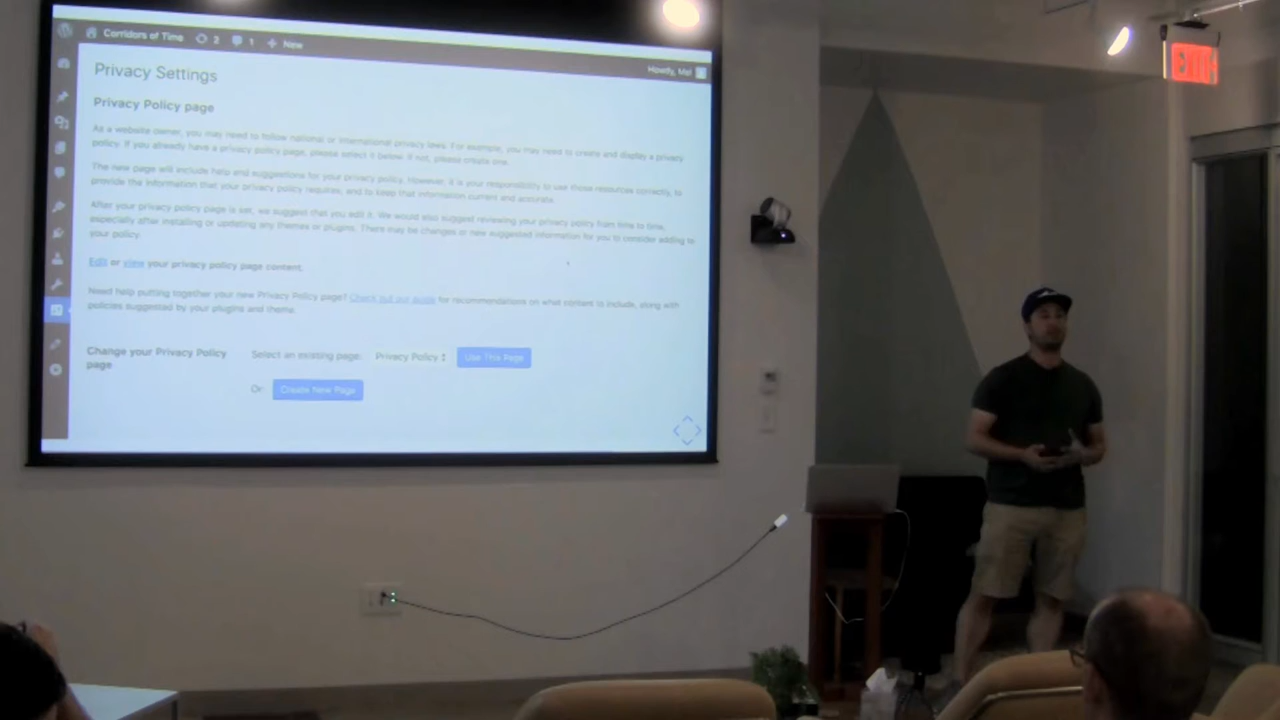 Corridors of Time 2 1 + New
Howdy, Mel
EXIT
Privacy Settings
Privacy Policy page
As a website owner, you may need to follow national or international privacy laws. For example, you may need to create and display a privacy
policy. If you already have a privacy policy page, please select it below. If not, please create one.
The new page will include help and suggestions for your privacy policy. However, it is your responsibility to use those resources correctly, to
provide the information that your privacy policy requires, and to keep that information current and accurate.
After your privacy policy page is set, we suggest that you edit it. We would also suggest reviewing your privacy policy from time to time,
especially after installing or updating any themes or plugins. There may be changes or new suggested information for you to consider adding to
your policy.
Edit or view your privacy policy page content.
Need help putting together your new Privacy Policy page? Check out our guide for recommendations on what content to include, along with
policies suggested by your plugins and theme.
Change your Privacy Policy
page
Select an existing page: Privacy Policy Use This Page
Or: Create New Page